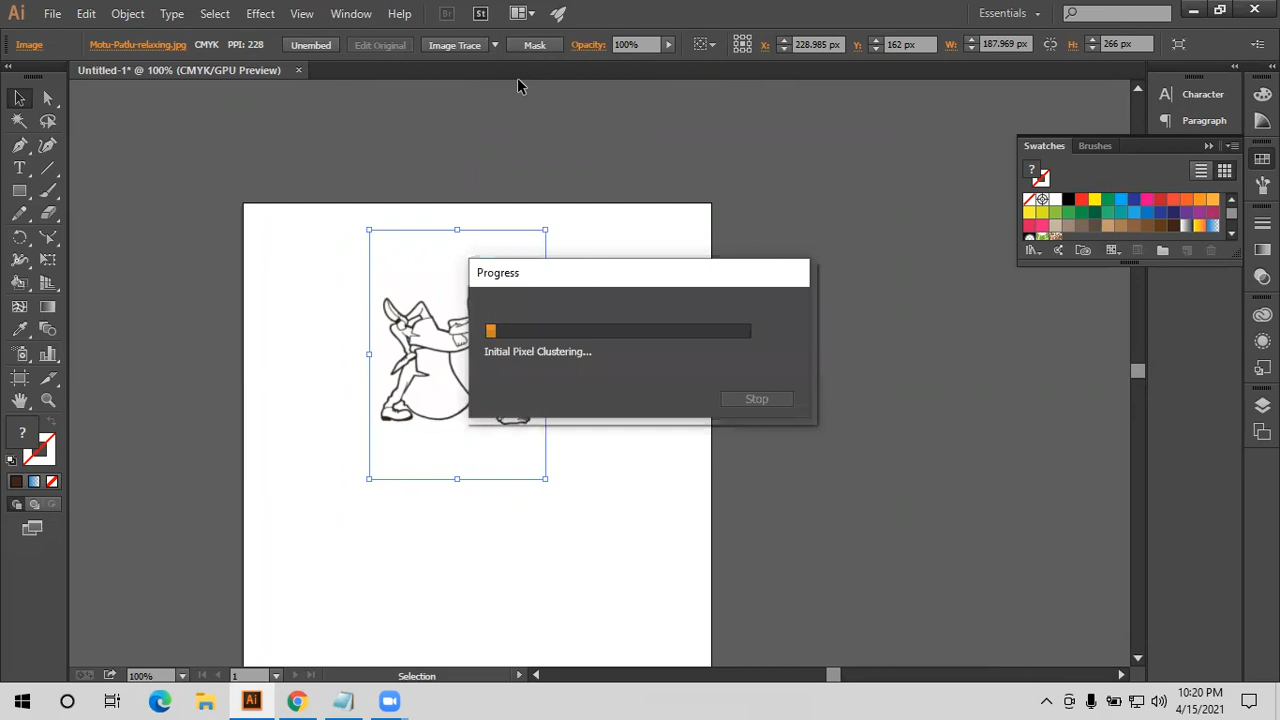 Ai File Edit Object Type Select Effect View Window Help Br St Essentials
Image Motu-Patlu-relaxing.jpg CMYK PPI: 228 Unembed Edit Original Image Trace Mask Opacity: 100% X: 228.985 px Y: 162 px W: 187.969 px H: 266 px
Untitled-1* @ 100% (CMYK/GPU Preview) ×
Character
Paragraph
Swatches Brushes
?
Progress
Initial Pixel Clustering...
Stop
?
100% 1 Selection
Ai 10:20 PM
4/15/2021